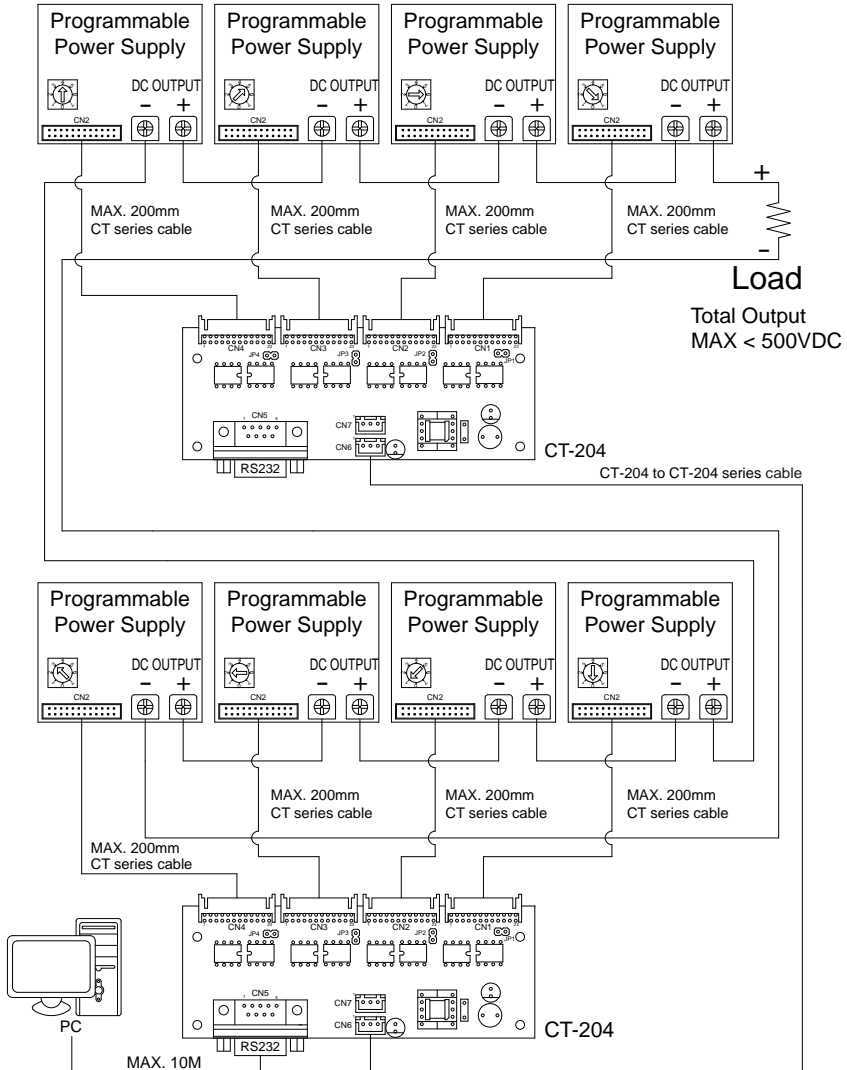 Programmable
Power Supply
DC OUTPUT
− +
CN2
Programmable
Power Supply
DC OUTPUT
− +
CN2
Programmable
Power Supply
DC OUTPUT
− +
CN2
Programmable
Power Supply
DC OUTPUT
− +
CN2
MAX. 200mm
CT series cable
MAX. 200mm
CT series cable
MAX. 200mm
CT series cable
MAX. 200mm
CT series cable
+
-
Load
Total Output
MAX < 500VDC
CN4
JP4
CN3
JP3
CN2
JP2
CN1
JP1
CN5
CN7
CN6
RS232
CT-204
CT-204 to CT-204 series cable
Programmable
Power Supply
DC OUTPUT
− +
CN2
Programmable
Power Supply
DC OUTPUT
− +
CN2
Programmable
Power Supply
DC OUTPUT
− +
CN2
Programmable
Power Supply
DC OUTPUT
− +
CN2
MAX. 200mm
CT series cable
MAX. 200mm
CT series cable
MAX. 200mm
CT series cable
MAX. 200mm
CT series cable
CN4
JP4
CN3
JP3
CN2
JP2
CN1
JP1
CN5
CN7
CN6
RS232
CT-204
PC
MAX. 10M